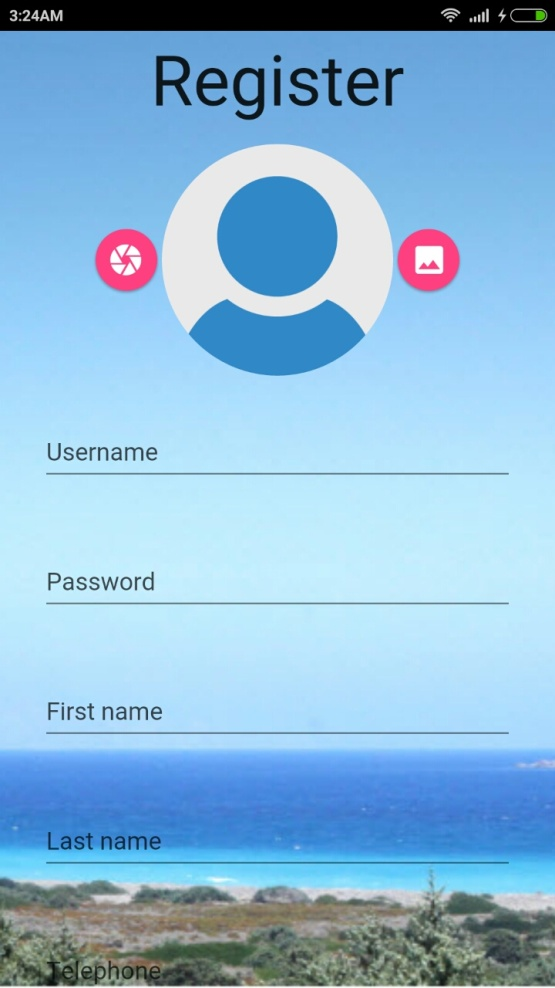 3:24AM
Register
Username
Password
First name
Last name
Telephone